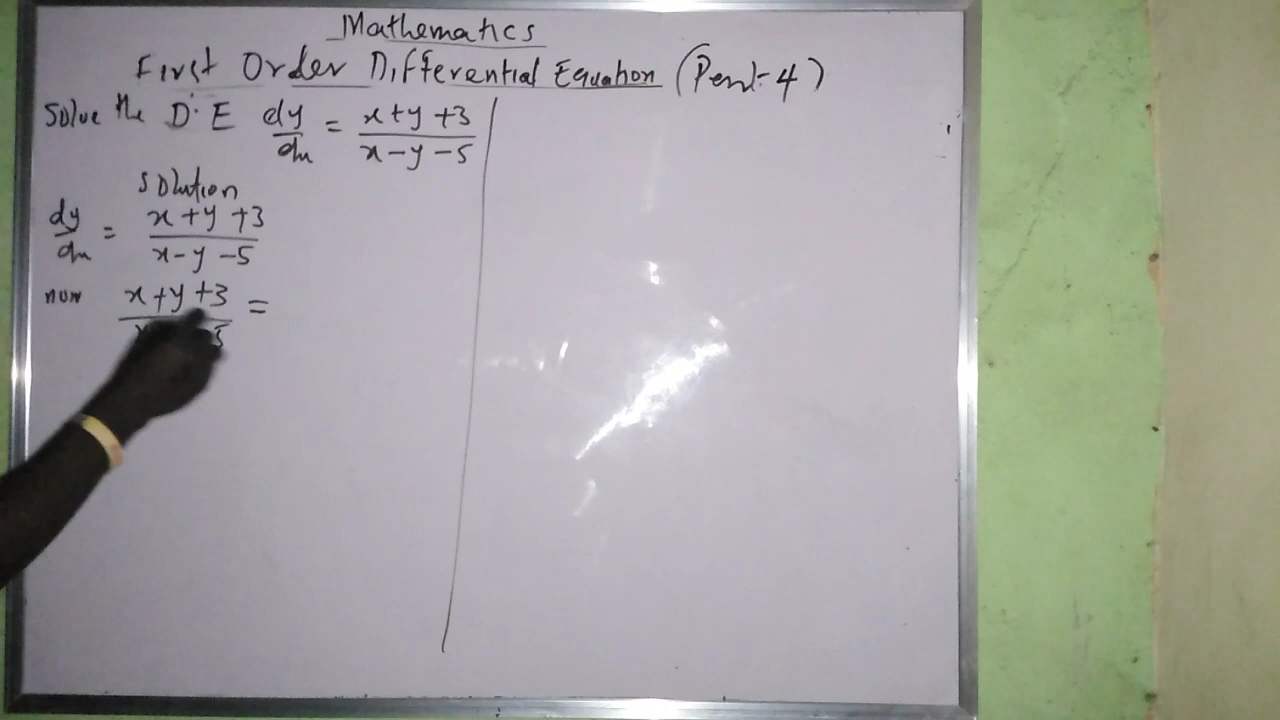 Mathematics
First Order Differential Equation (Part-4)
Solve the D.E dy/dx = x+y+3/x-y-5
Solution
dy/dx = x+y+3/x-y-5
now x+y+3/ =